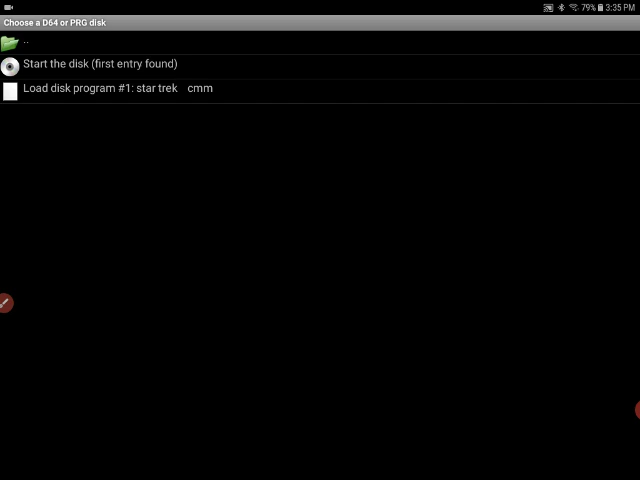 79% 3:35 PM
Choose a D64 or PRG disk
..
Start the disk (first entry found)
Load disk program #1: star trek cmm